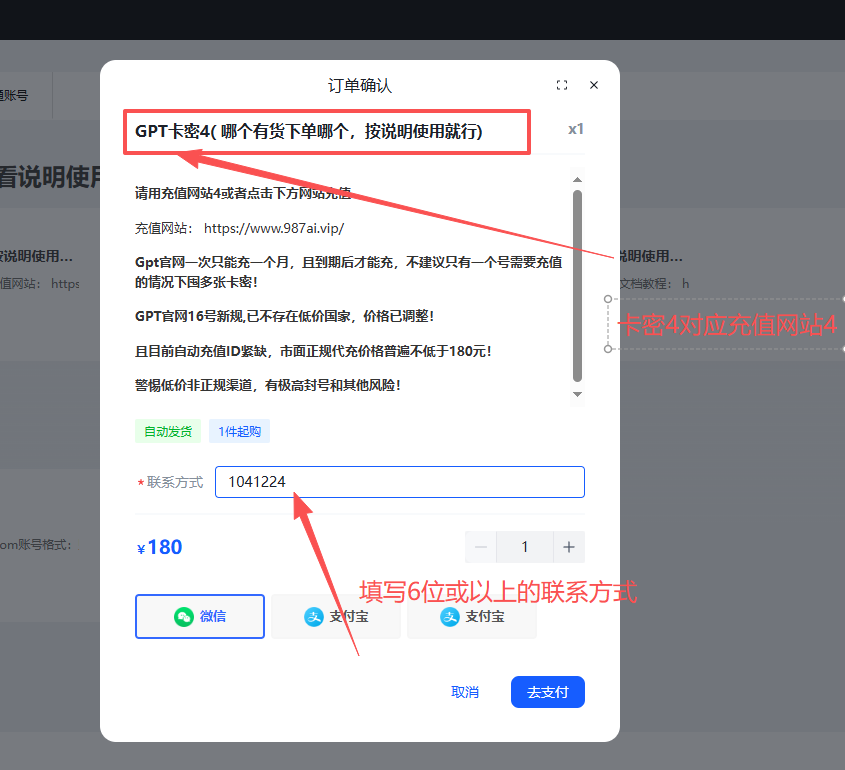 订单确认
通账号
GPT卡密4( 哪个有货下单哪个，按说明使用就行)
x1
看说明使用
请用充值网站4或者点击下方网站充值
充值网站： https://www.987ai.vip/
按说明使用...
说明使用...
Gpt官网一次只能充一个月，且到期后才能充，不建议只有一个号需要充值
的情况下囤多张卡密！
值网站： https
文档教程： h
GPT官网16号新规,已不存在低价国家，价格已调整！
卡密4对应充值网站4
且目前自动充值ID紧缺，市面正规代充价格普遍不低于180元！
警惕低价非正规渠道，有极高封号和其他风险！
自动发货
1件起购
*联系方式
1041224
om账号格式：
¥180
1
填写6位或以上的联系方式
微信
支付宝
支付宝
取消
去支付